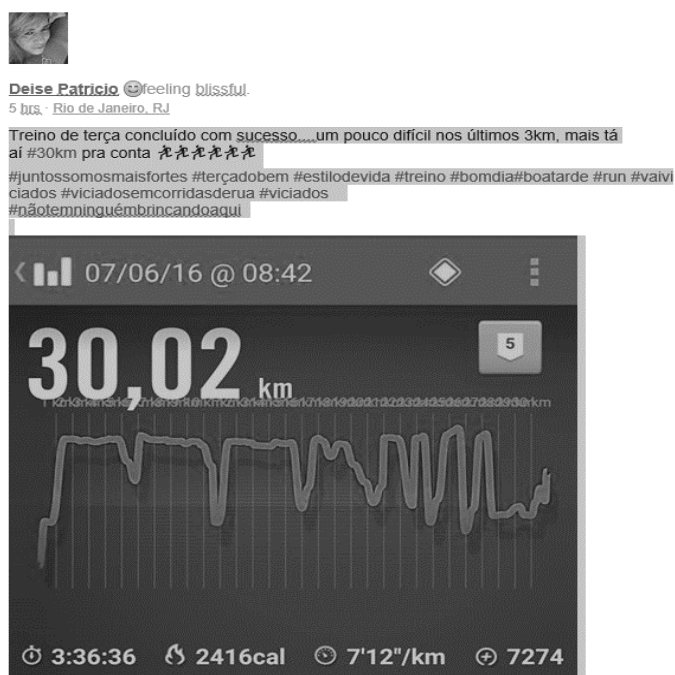 Deise Patricio 😊feeling blissful.
5 hrs · Rio de Janeiro, RJ
Treino de terça concluído com sucesso.....um pouco difícil nos últimos 3km, mais tá
aí #30km pra conta 🏃🏃🏃🏃🏃🏃
#juntossomosmaisfortes #terçadobem #estilodevida #treino #bomdia#boatarde #run #vaivi
ciados #viciadosemcorridasderua #viciados
#nãotemninguémbrincandoaqui
07/06/16 @ 08:42
30,02 km
5
3:36:36 2416cal 7'12"/km 7274